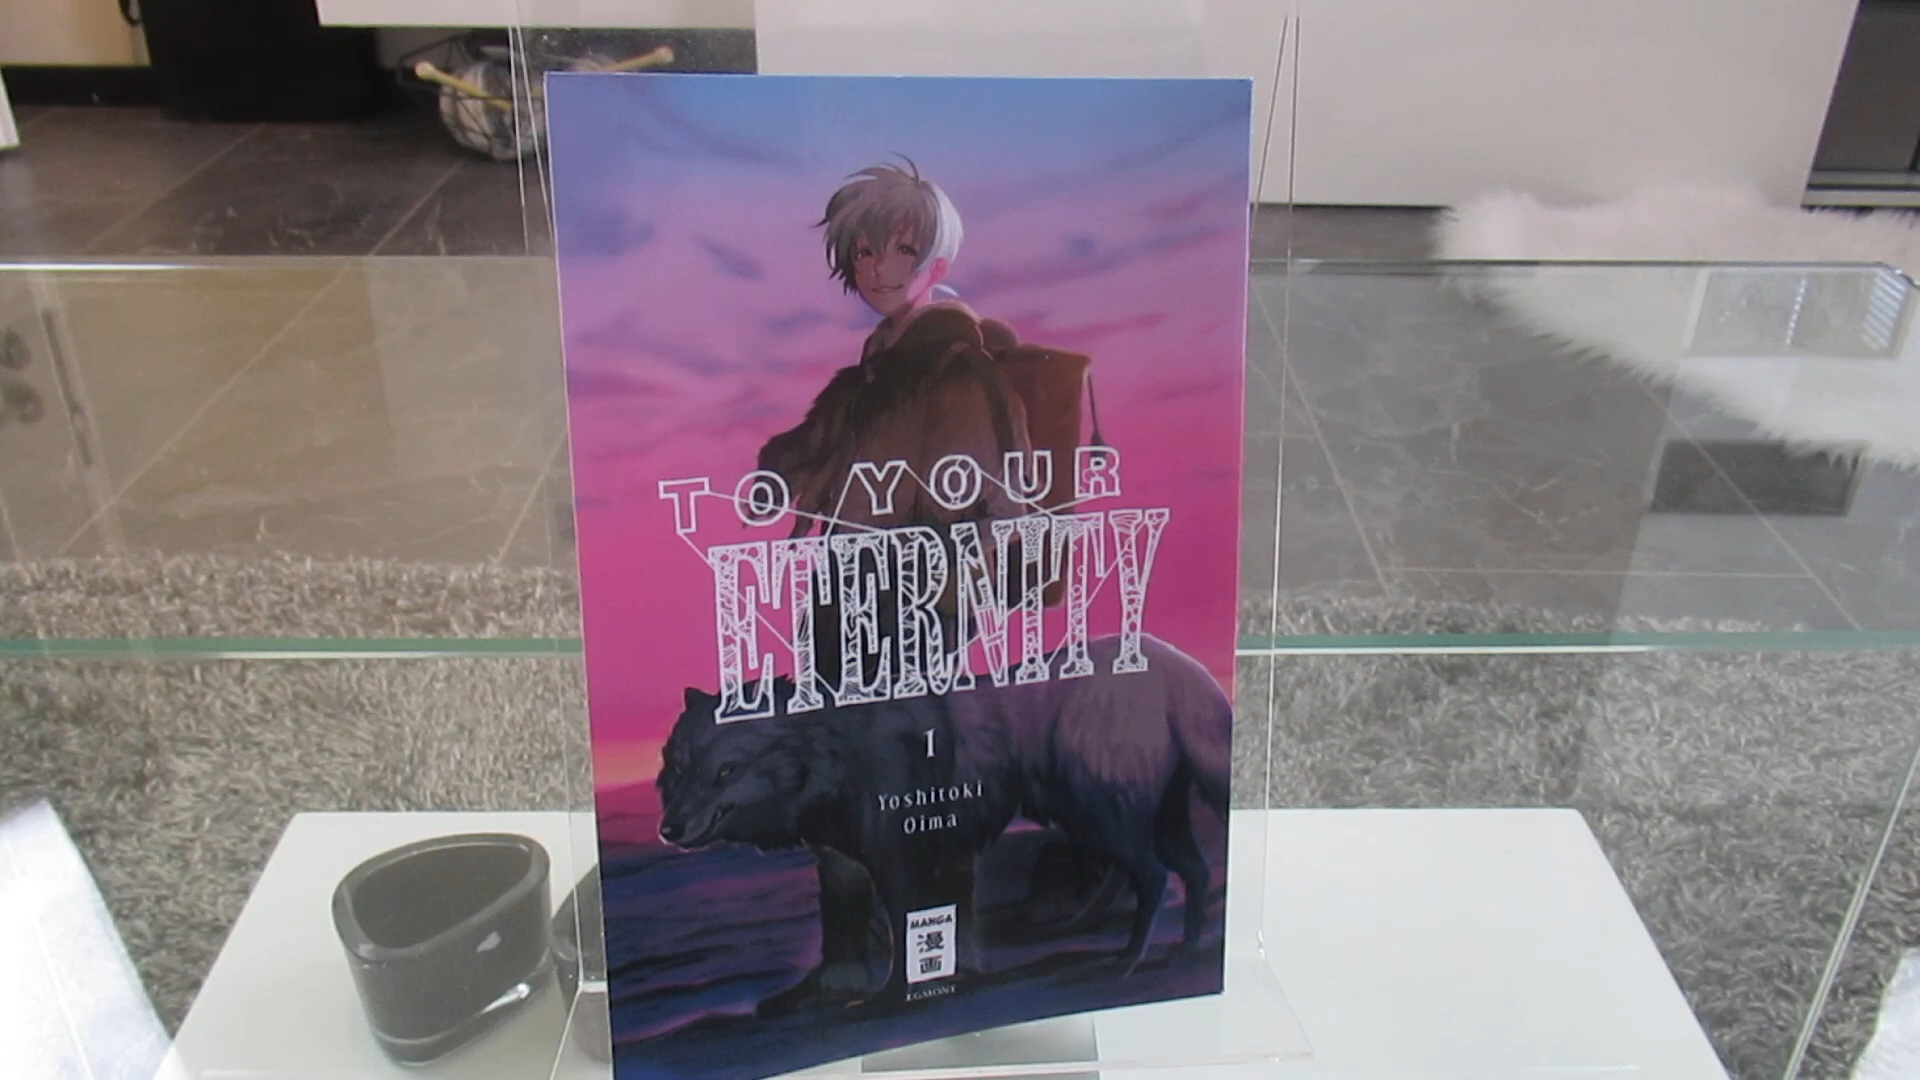 TO YOUR
ETERNITY
1
Yoshitoki
Oima
MANGA
漫
画
EGMONT